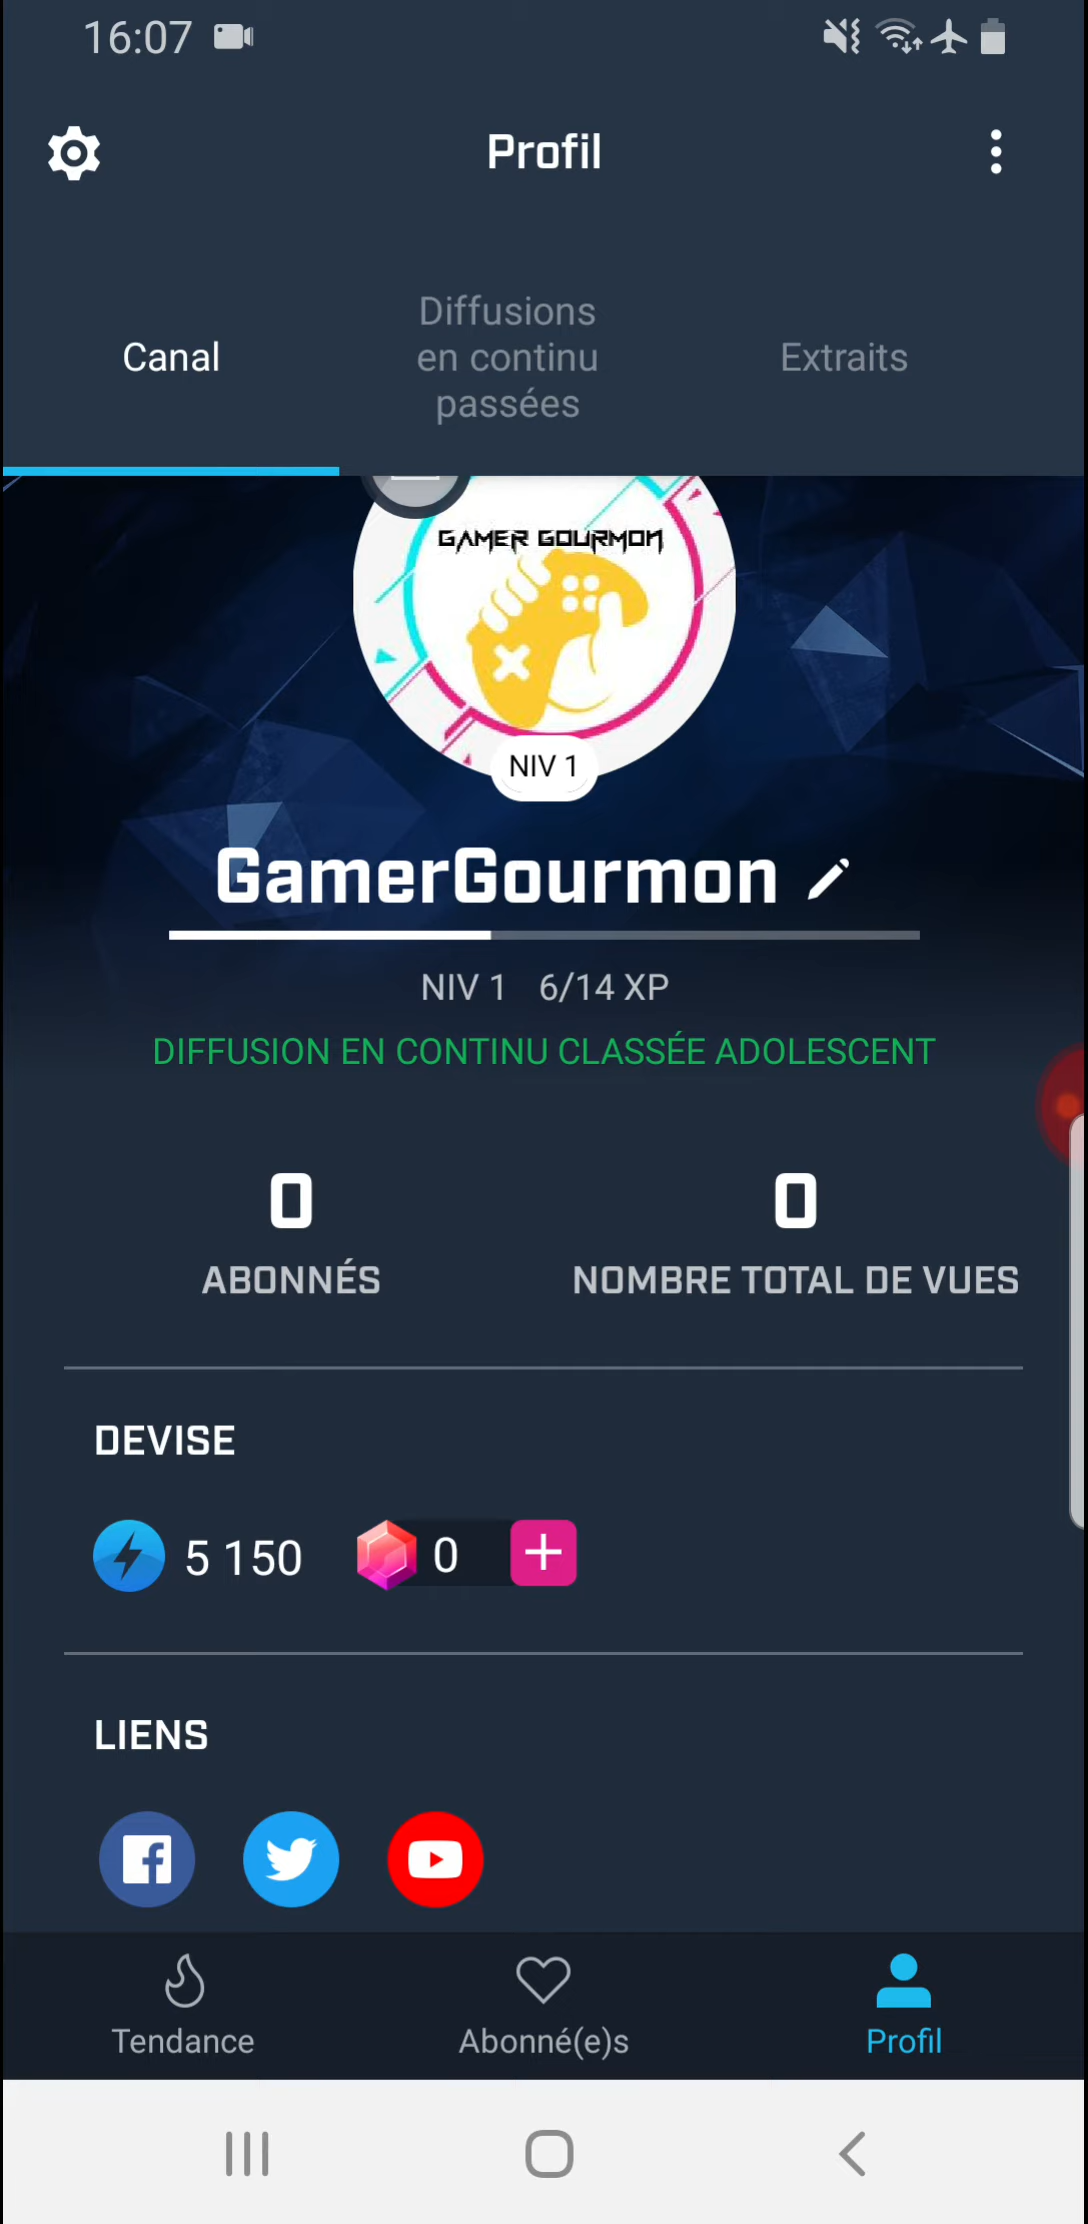 16:07
Profil
Canal
Diffusions
en continu
passées
Extraits
GAMER GOURMON
NIV 1
GamerGourmon
NIV 1 6/14 XP
DIFFUSION EN CONTINU CLASSÉE ADOLESCENT
0
ABONNÉS
0
NOMBRE TOTAL DE VUES
DEVISE
5 150
0
LIENS
Tendance
Abonné(e)s
Profil